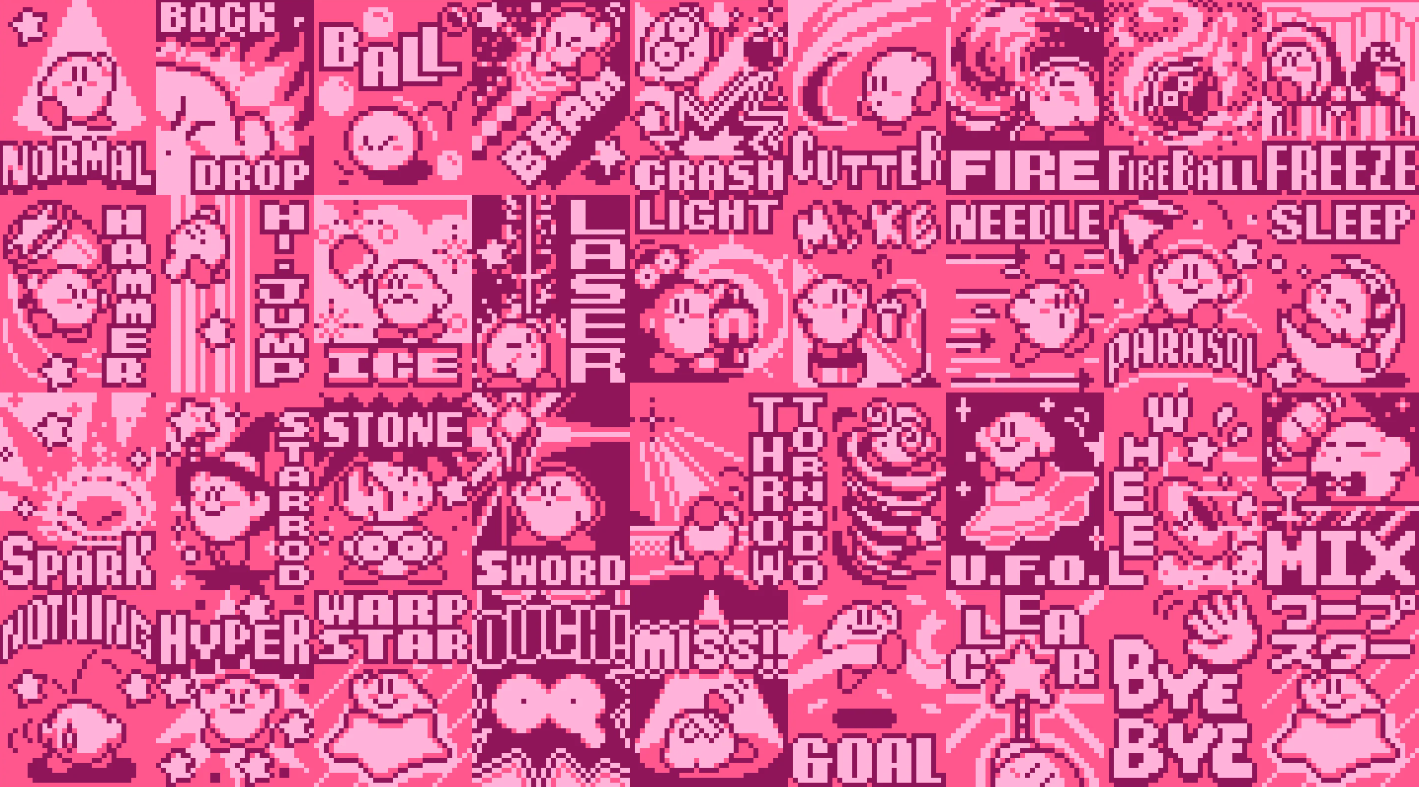 NORMAL
BACK
DROP
BALL
BEAM
CRASH
CUTTER
FIRE
FIREBALL
FREEZE
HAMMER
HI-JUMP
ICE
LASER
LIGHT
MIKE
NEEDLE
PARASOL
SLEEP
SPARK
STARROD
STONE
SWORD
THROW
TORNADO
U.F.O.
WHEEL
MIX
NOTHING
HYPER
WARP
STAR
OUCH!
MISS!!
GOAL
CLEAR
BYE
BYE
ワープ
スター